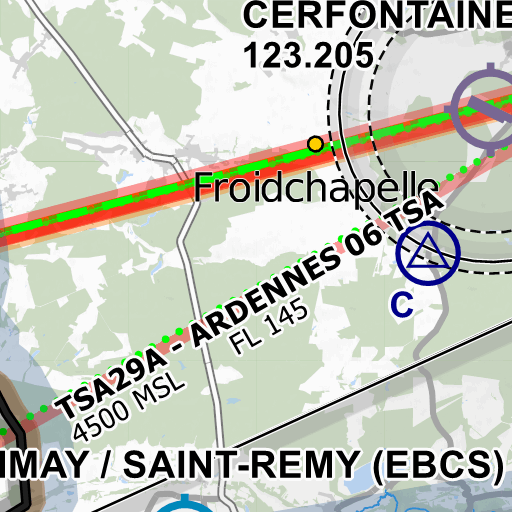 CERFONTAINE
123.205
Froidchapelle
TSA29A - ARDENNES 06 TSA
4500 MSL
FL 145
C
IMAY / SAINT-REMY (EBCS)